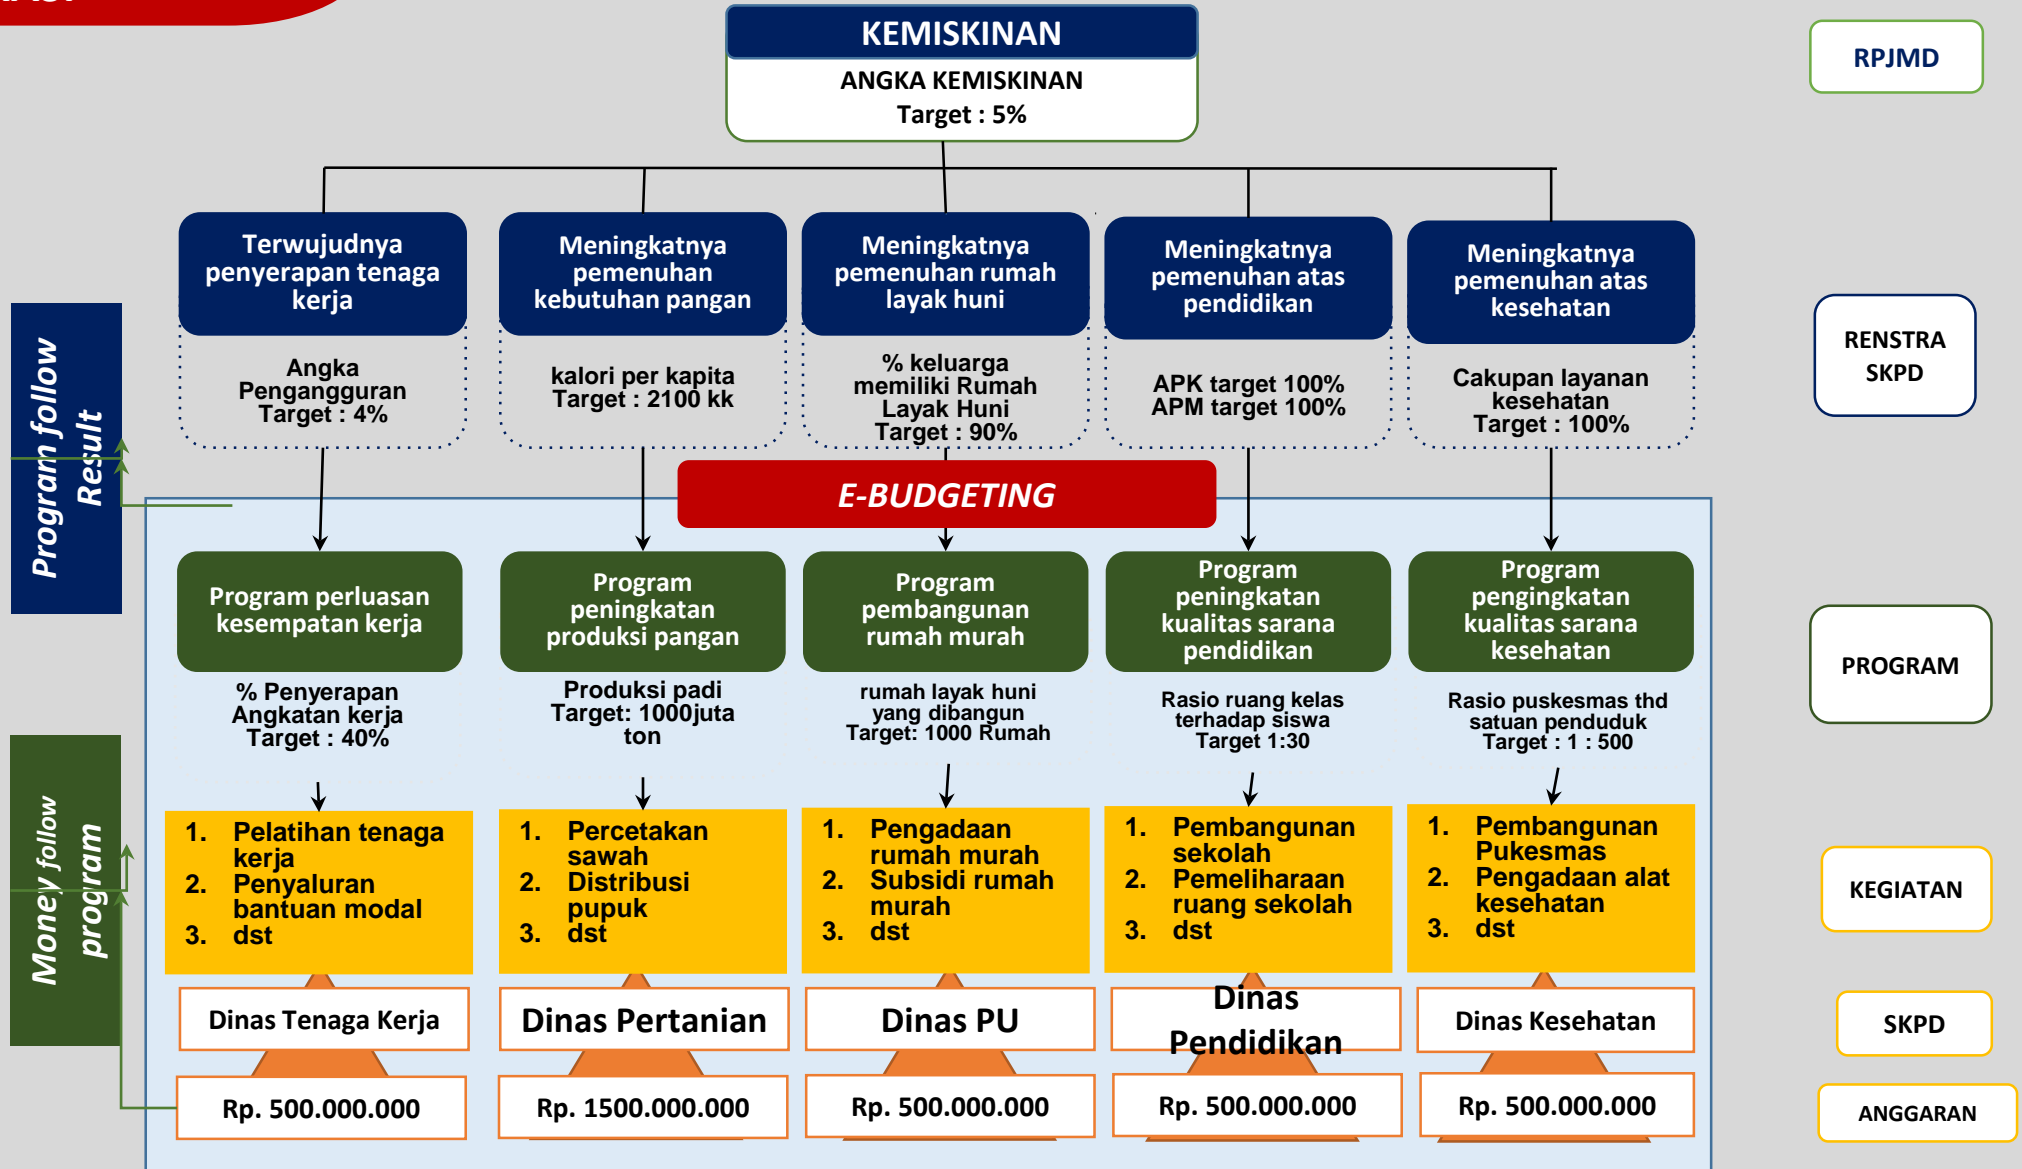 KEMISKINAN
ANGKA KEMISKINAN
Target : 5%
RPJMD
Terwujudnya
penyerapan tenaga
kerja
Angka
Pengangguran
Target : 4%
Meningkatnya
pemenuhan
kebutuhan pangan
kalori per kapita
Target : 2100 kk
Meningkatnya
pemenuhan rumah
layak huni
% keluarga
memiliki Rumah
Layak Huni
Target : 90%
Meningkatnya
pemenuhan atas
pendidikan
APK target 100%
APM target 100%
Meningkatnya
pemenuhan atas
kesehatan
Cakupan layanan
kesehatan
Target : 100%
RENSTRA
SKPD
Program follow
Result
E-BUDGETING
Program perluasan
kesempatan kerja
% Penyerapan
Angkatan kerja
Target : 40%
Program
peningkatan
produksi pangan
Produksi padi
Target: 1000juta
ton
Program
pembangunan
rumah murah
rumah layak huni
yang dibangun
Target: 1000 Rumah
Program
peningkatan
kualitas sarana
pendidikan
Rasio ruang kelas
terhadap siswa
Target 1:30
Program
pengingkatan
kualitas sarana
kesehatan
Rasio puskesmas thd
satuan penduduk
Target : 1 : 500
PROGRAM
Money follow
program
1. Pelatihan tenaga
kerja
2. Penyaluran
bantuan modal
3. dst
1. Percetakan
sawah
2. Distribusi
pupuk
3. dst
1. Pengadaan
rumah murah
2. Subsidi rumah
murah
3. dst
1. Pembangunan
sekolah
2. Pemeliharaan
ruang sekolah
3. dst
1. Pembangunan
Pukesmas
2. Pengadaan alat
kesehatan
3. dst
KEGIATAN
Dinas Tenaga Kerja
Dinas Pertanian
Dinas PU
Dinas
Pendidikan
Dinas Kesehatan
SKPD
Rp. 500.000.000
Rp. 1500.000.000
Rp. 500.000.000
Rp. 500.000.000
Rp. 500.000.000
ANGGARAN